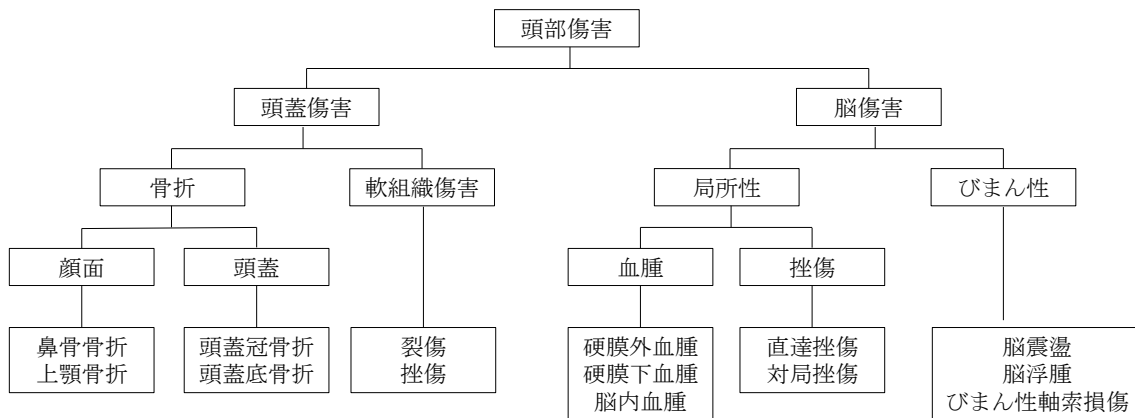 頭部傷害
頭蓋傷害
脳傷害
骨折
軟組織傷害
局所性
びまん性
顔面
頭蓋
血腫
挫傷
鼻骨骨折
上顎骨折
頭蓋冠骨折
頭蓋底骨折
裂傷
挫傷
硬膜外血腫
硬膜下血腫
脳内血腫
直達挫傷
対局挫傷
脳震盪
脳浮腫
びまん性軸索損傷